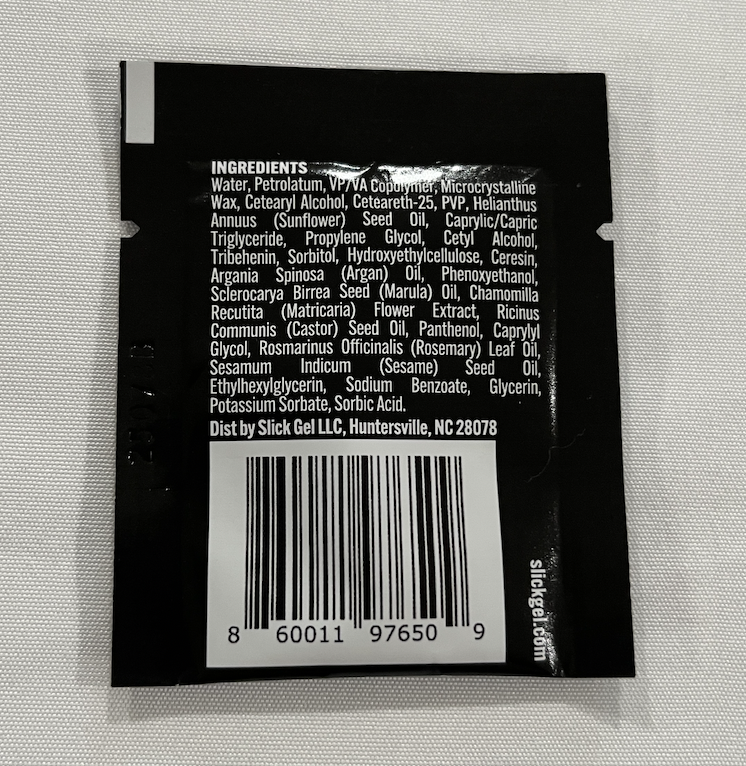 INGREDIENTS
Water, Petrolatum, VP/VA Copolymer, Microcrystalline
Wax, Cetearyl Alcohol, Ceteareth-25, PVP, Helianthus
Annuus (Sunflower) Seed Oil, Caprylic/Capric
Triglyceride, Propylene Glycol, Cetyl Alcohol,
Tribehenin, Sorbitol, Hydroxyethylcellulose, Ceresin,
Argania Spinosa (Argan) Oil, Phenoxyethanol,
Sclerocarya Birrea Seed (Marula) Oil, Chamomilla
Recutita (Matricaria) Flower Extract, Ricinus
Communis (Castor) Seed Oil, Panthenol, Caprylyl
Glycol, Rosmarinus Officinalis (Rosemary) Leaf Oil,
Sesamum Indicum (Sesame) Seed Oil,
Ethylhexylglycerin, Sodium Benzoate, Glycerin,
Potassium Sorbate, Sorbic Acid.
Dist by Slick Gel LLC, Huntersville, NC 28078
8 60011 97650 9
slickgel.com